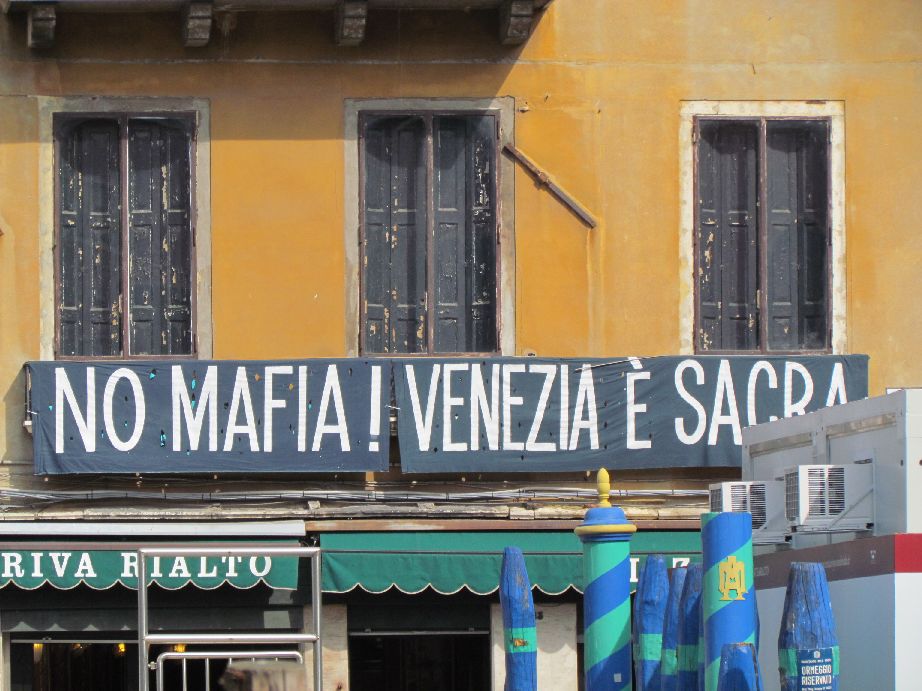 NO MAFIA! VENEZIA È SACRA
RIVA RIALTO
ORMEGGIO
RISERVATO